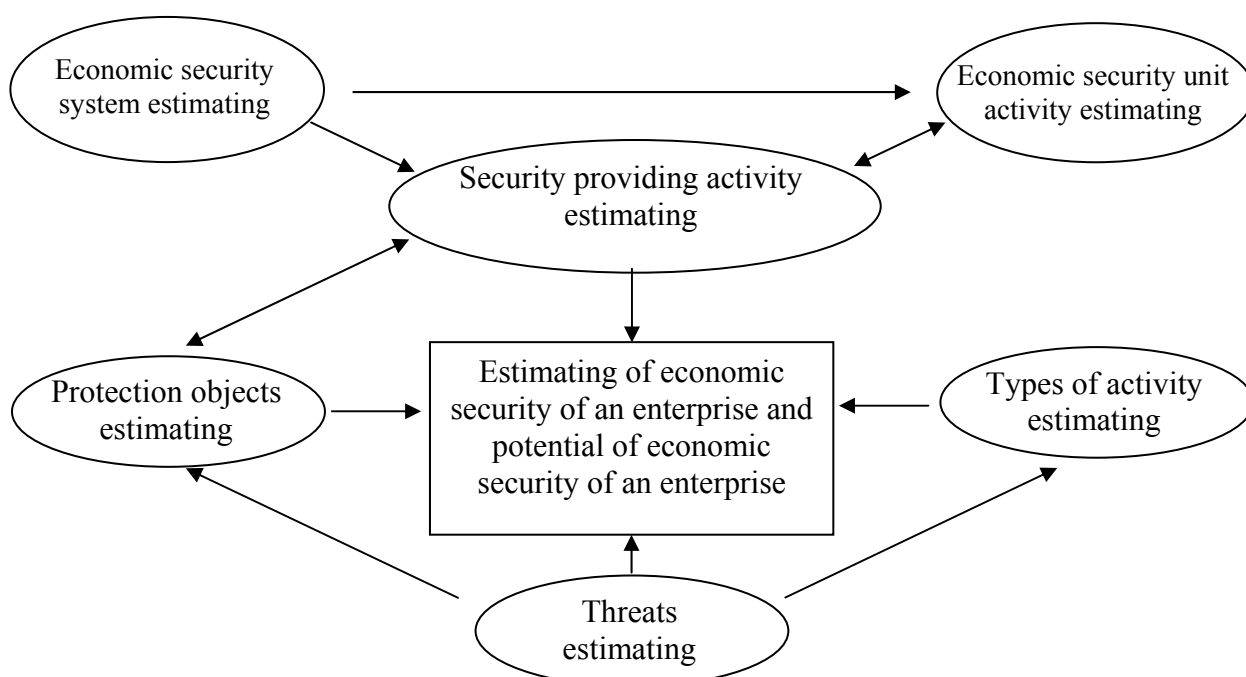 Economic security
system estimating
Economic security unit
activity estimating
Security providing activity
estimating
Protection objects
estimating
Estimating of economic
security of an enterprise and
potential of economic
security of an enterprise
Types of activity
estimating
Threats
estimating